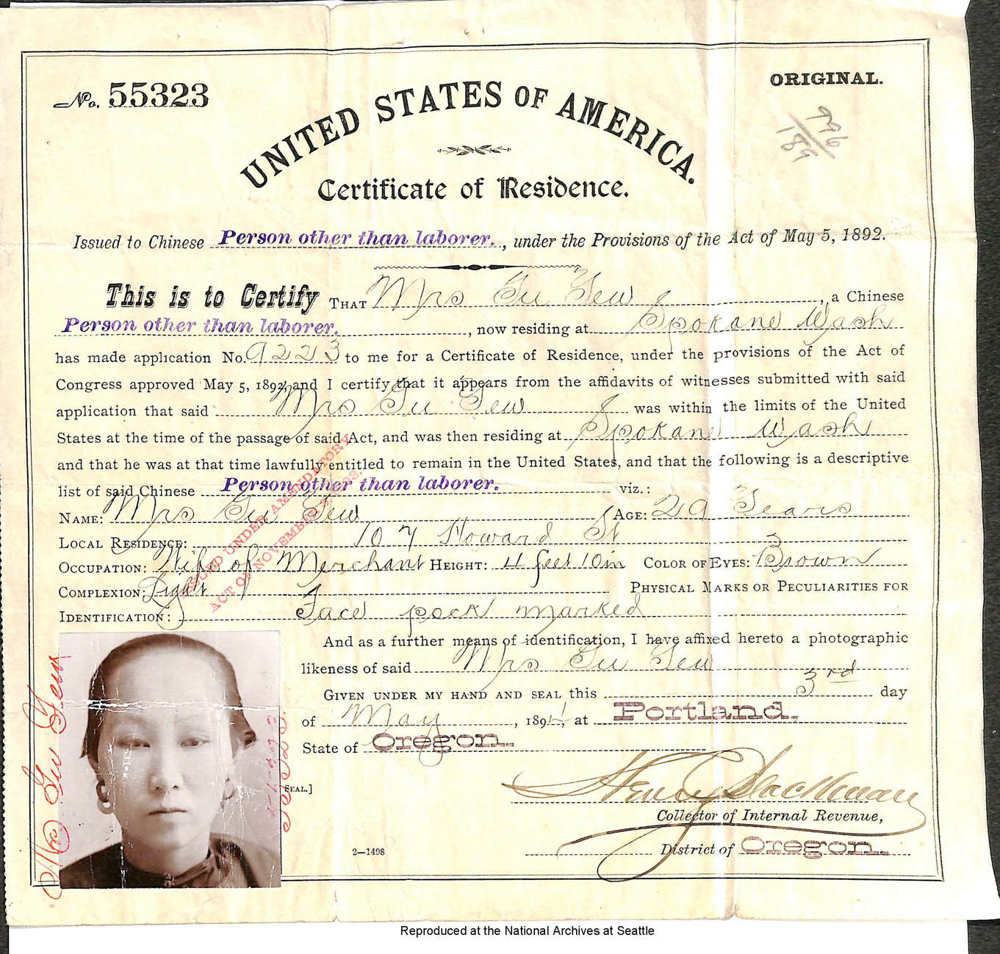 No. 55323
ORIGINAL.
UNITED STATES OF AMERICA.
Certificate of Residence.
Issued to Chinese Person other than laborer., under the Provisions of the Act of May 5, 1892.
This is to Certify THAT Mrs Gu Gew, a Chinese
Person other than laborer., now residing at Spokane Wash
has made application No. 9223 to me for a Certificate of Residence, under the provisions of the Act of
Congress approved May 5, 1892, and I certify that it appears from the affidavits of witnesses submitted with said
application that said Mrs Gu Gew was within the limits of the United
States at the time of the passage of said Act, and was then residing at Spokane Wash
and that he was at that time lawfully entitled to remain in the United States, and that the following is a descriptive
list of said Chinese Person other than laborer. viz.:
NAME: Mrs Gu Gew AGE: 29 Years
LOCAL RESIDENCE: 107 Howard St
OCCUPATION: Wife of Merchant HEIGHT: 4 feet 10 in COLOR OF EYES: Brown
COMPLEXION: Light PHYSICAL MARKS OR PECULIARITIES FOR
IDENTIFICATION: Face pock marked
ISSUED UNDER AMENDATORY
ACT OF NOVEMBER 3, 1893.
And as a further means of identification, I have affixed hereto a photographic
likeness of said Mrs Gu Gew
GIVEN UNDER MY HAND AND SEAL this 3rd day
of May, 1894, at Portland,
State of Oregon.
[SEAL.]
Mrs Gu Gew
55323
Henry Blackman
Collector of Internal Revenue,
District of Oregon.
2—1498
Reproduced at the National Archives at Seattle